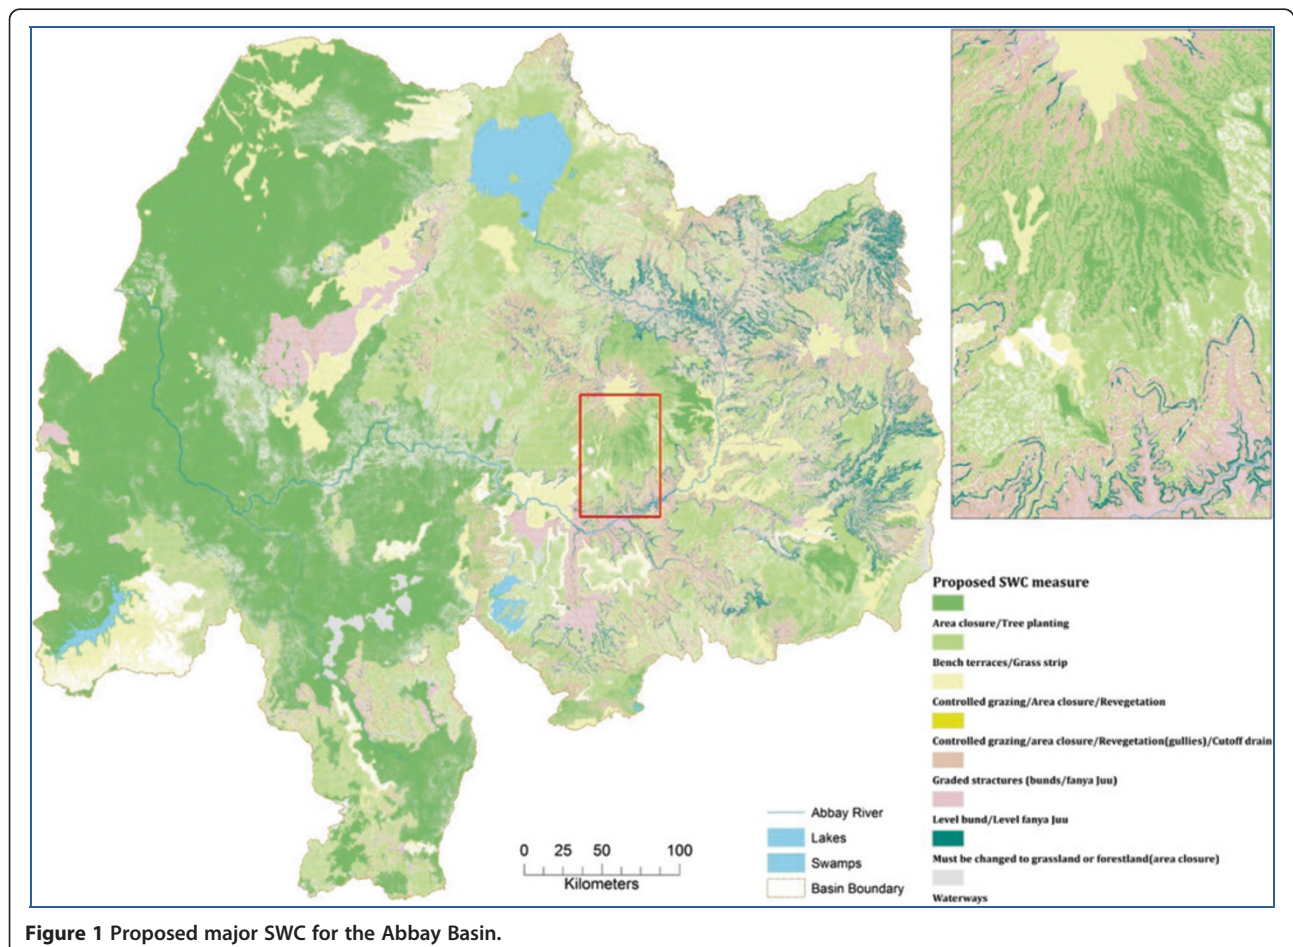 Proposed SWC measure
Area closure/Tree planting
Bench terraces/Grass strip
Controlled grazing/Area closure/Revegetation
Controlled grazing/area closure/Revegetation(gullies)/Cutoff drain
Graded stractures (bunds/fanya Juu)
Level bund/Level fanya Juu
Must be changed to grassland or forestland(area closure)
Waterways
Abbay River
Lakes
Swamps
Basin Boundary
0 25 50 100
Kilometers
Figure 1 Proposed major SWC for the Abbay Basin.